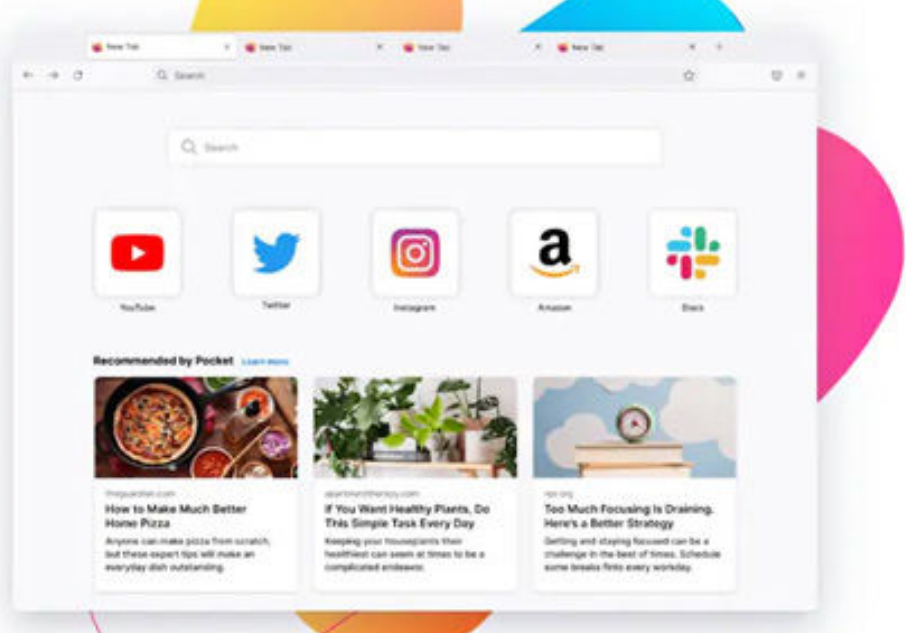 New Tab
New Tab
New Tab
New Tab
Search
Search
YouTube
Twitter
Instagram
a
Amazon
Slack
Recommended by Pocket Learn more
theguardian.com
How to Make Much Better
Home Pizza
Anyone can make pizza from scratch,
but these expert tips will make an
everyday dish outstanding.
apartmenttherapy.com
If You Want Healthy Plants, Do
This Simple Task Every Day
Keeping your houseplants their
healthiest can seem at times to be a
complicated endeavor.
npr.org
Too Much Focusing Is Draining.
Here's a Better Strategy
Getting and staying focused can be a
challenge in the best of times. Schedule
some breaks every workday.